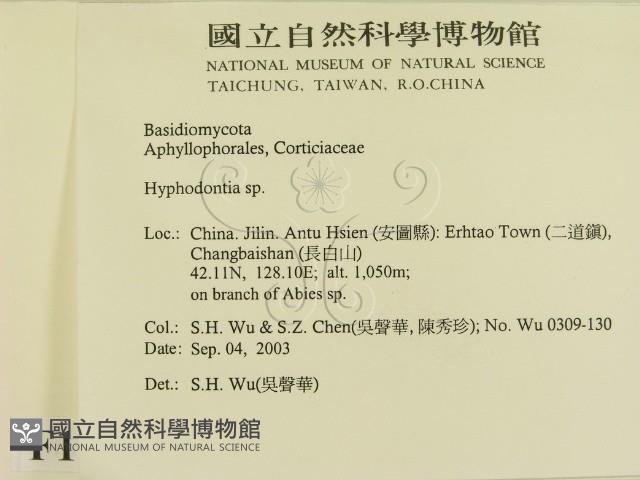 國立自然科學博物館
NATIONAL MUSEUM OF NATURAL SCIENCE
TAICHUNG, TAIWAN, R.O.CHINA
Basidiomycota
Aphyllophorales, Corticiaceae
Hyphodontia sp.
Loc.: China. Jilin. Antu Hsien (安圖縣): Erhtao Town (二道鎮),
Changbaishan (長白山)
42.11N, 128.10E; alt. 1,050m;
on branch of Abies sp.
Col.: S.H. Wu & S.Z. Chen(吳聲華, 陳秀珍); No. Wu 0309-130
Date: Sep. 04, 2003
Det.: S.H. Wu(吳聲華)
國立自然科學博物館
NATIONAL MUSEUM OF NATURAL SCIENCE